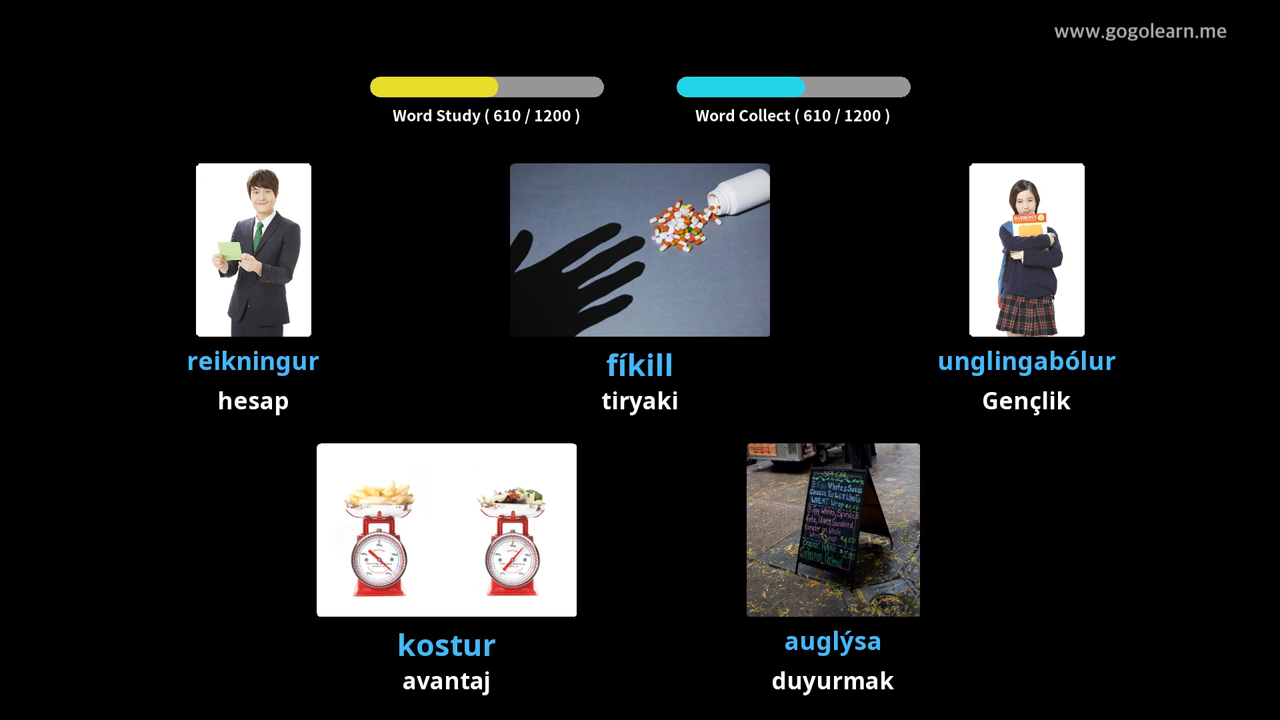 www.gogolearn.me
Word Study ( 610 / 1200 )
Word Collect ( 610 / 1200 )
reikningur
hesap
fíkill
tiryaki
unglingabólur
Gençlik
kostur
avantaj
auglýsa
duyurmak